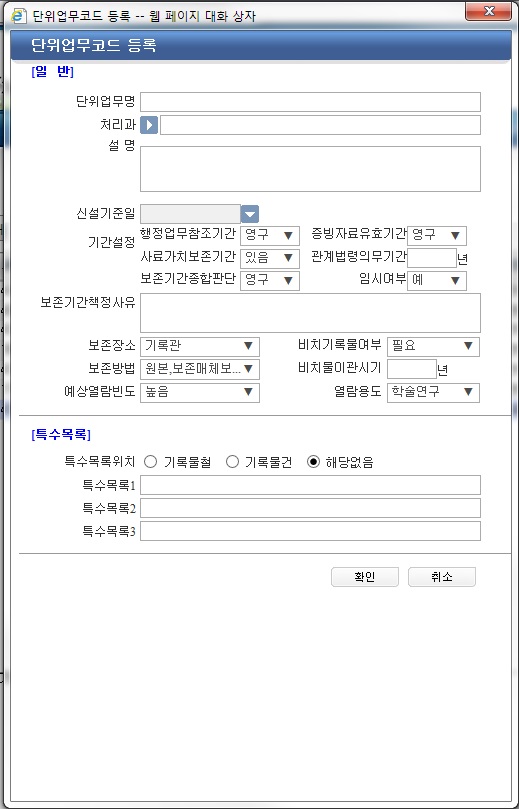 단위업무코드 등록 -- 웹 페이지 대화 상자
단위업무코드 등록
[일 반]
단위업무명
처리과
설 명
신설기준일
기간설정 행정업무참조기간 영구 증빙자료유효기간 영구
사료가치보존기간 있음 관계법령의무기간 년
보존기간종합판단 영구 임시여부 예
보존기간책정사유
보존장소 기록관 비치기록물여부 필요
보존방법 원본,보존매체보... 비치물이관시기 년
예상열람빈도 높음 열람용도 학술연구
[특수목록]
특수목록위치 기록물철 기록물건 해당없음
특수목록1
특수목록2
특수목록3
확인 취소